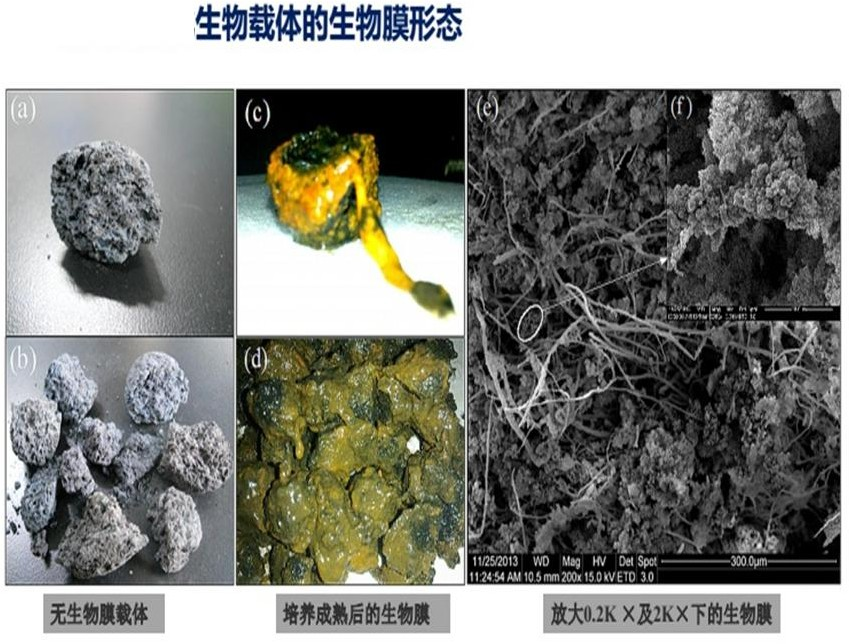 生物载体的生物膜形态
(a)
(c)
(e)
(f)
(b)
(d)
11/25/2013 WD Mag HV Det Spot 300.0μm
11:24:54 AM 10.5 mm 200x 15.0 kV ETD 3.0
无生物膜载体
培养成熟后的生物膜
放大0.2K ×及2K×下的生物膜